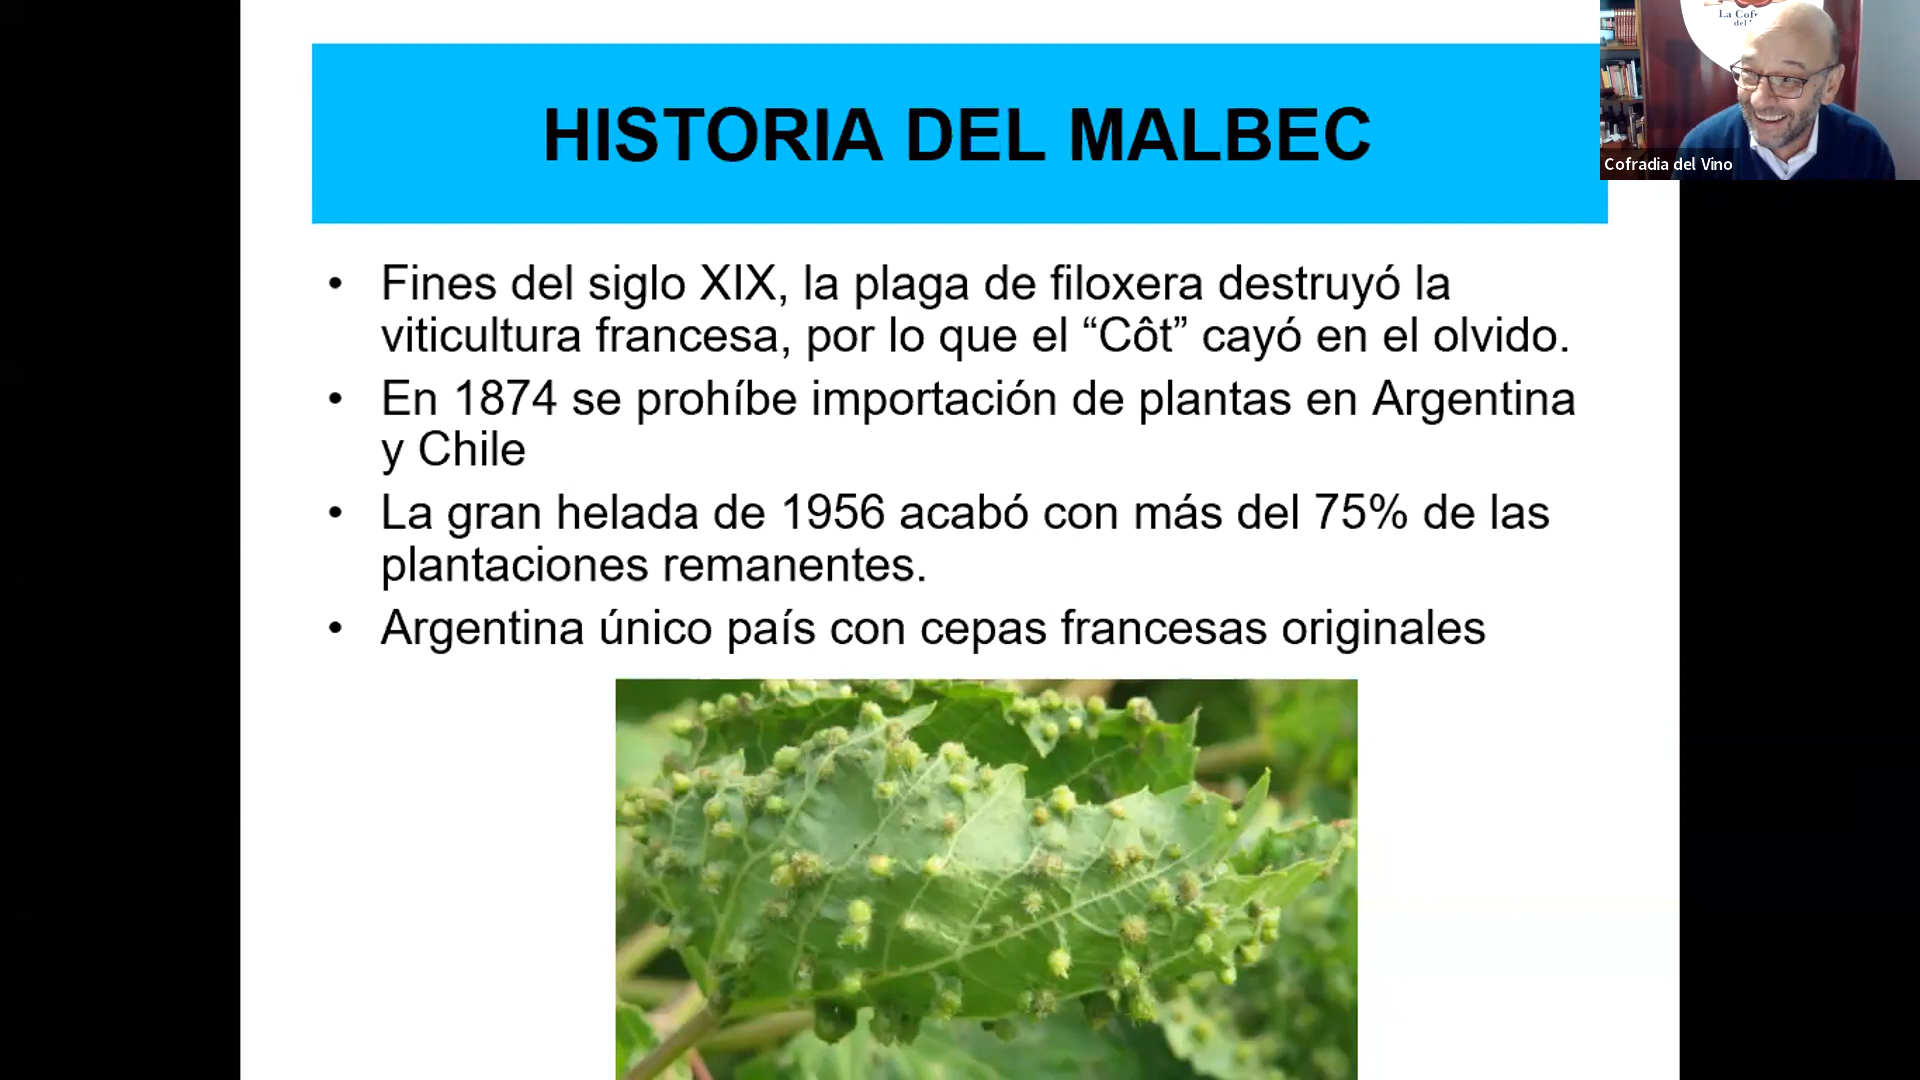 HISTORIA DEL MALBEC
• Fines del siglo XIX, la plaga de filoxera destruyó la
viticultura francesa, por lo que el “Côt” cayó en el olvido.
• En 1874 se prohíbe importación de plantas en Argentina
y Chile
• La gran helada de 1956 acabó con más del 75% de las
plantaciones remanentes.
• Argentina único país con cepas francesas originales
La Cof
del
Cofradia del Vino